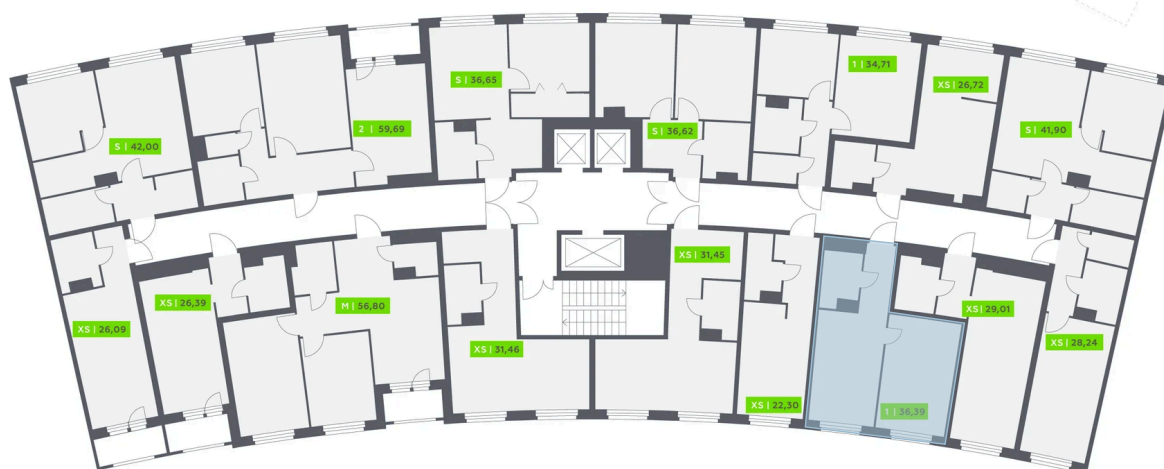 S | 42,00
2 | 59,69
S | 36,65
S | 36,62
1 | 34,71
XS | 26,72
S | 41,90
XS | 26,09
XS | 26,39
M | 56,80
XS | 31,46
XS | 31,45
XS | 22,30
1 | 36,39
XS | 29,01
XS | 28,24